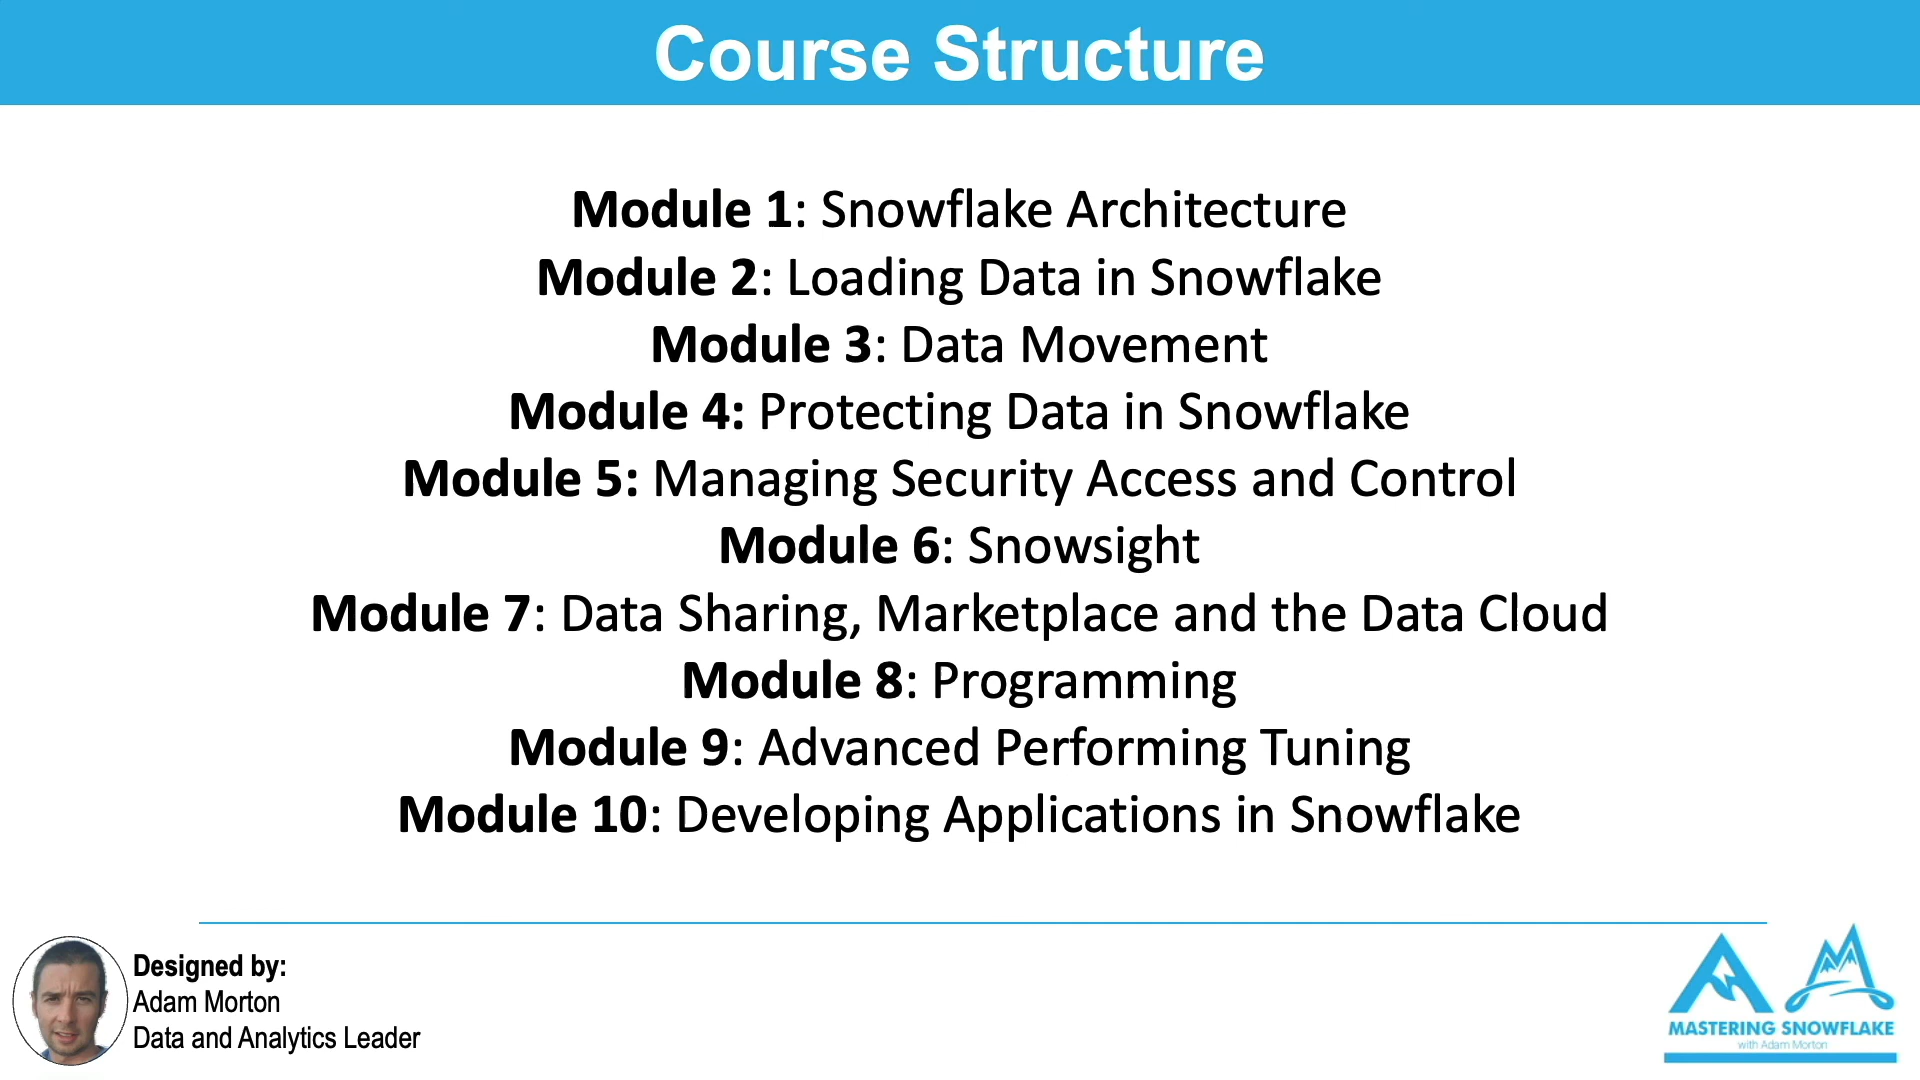 Course Structure
Module 1: Snowflake Architecture
Module 2: Loading Data in Snowflake
Module 3: Data Movement
Module 4: Protecting Data in Snowflake
Module 5: Managing Security Access and Control
Module 6: Snowsight
Module 7: Data Sharing, Marketplace and the Data Cloud
Module 8: Programming
Module 9: Advanced Performing Tuning
Module 10: Developing Applications in Snowflake
Designed by:
Adam Morton
Data and Analytics Leader
MASTERING SNOWFLAKE
with Adam Morton